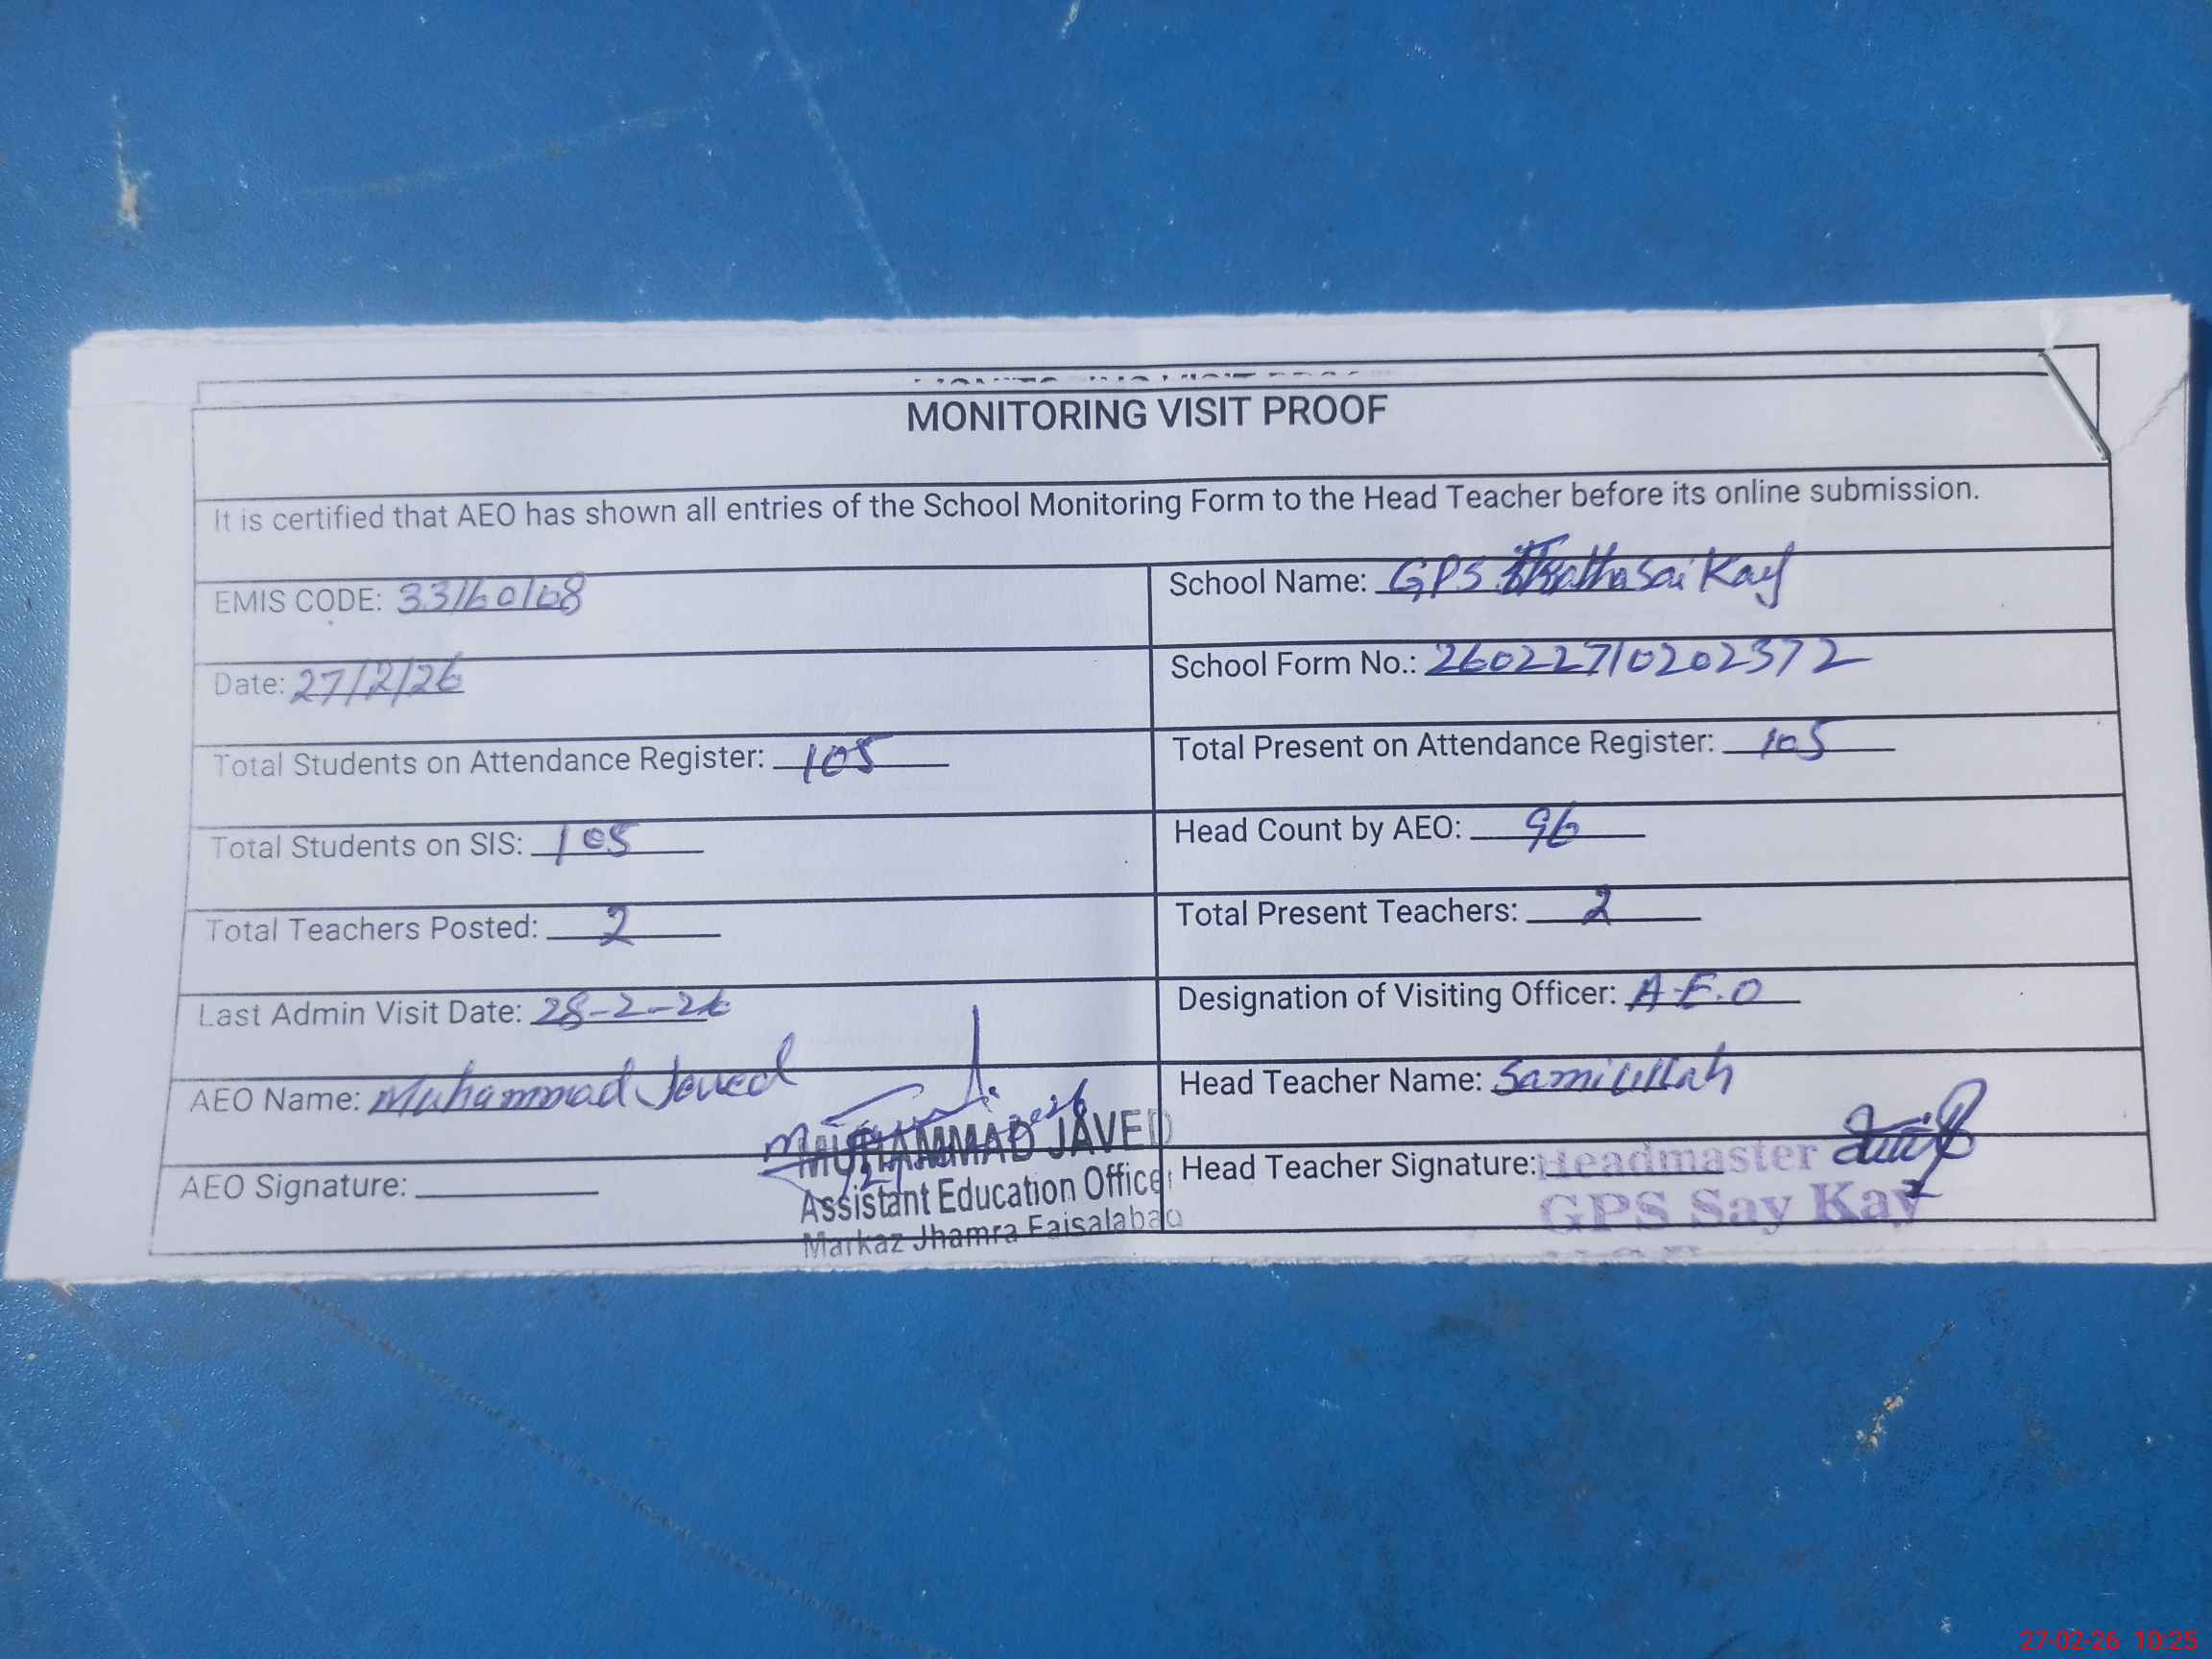 MONITORING VISIT PROOF
It is certified that AEO has shown all entries of the School Monitoring Form to the Head Teacher before its online submission.
EMIS CODE: 33160108
School Name: GPS Sai Kay
Date: 27/2/26
School Form No.: 26022710202372
Total Students on Attendance Register: 105
Total Present on Attendance Register: 105
Total Students on SIS: 105
Head Count by AEO: 96
Total Teachers Posted: 2
Total Present Teachers: 2
Last Admin Visit Date: 28-2-26
Designation of Visiting Officer: A.E.O
AEO Name: Muhammad Javed
Head Teacher Name: Samiullah
AEO Signature:
MUHAMMAD JAVED
Assistant Education Officer
Markaz Jhamra Faisalabad
Head Teacher Signature:
Headmaster
GPS Say Kay
27-02-26 10:25